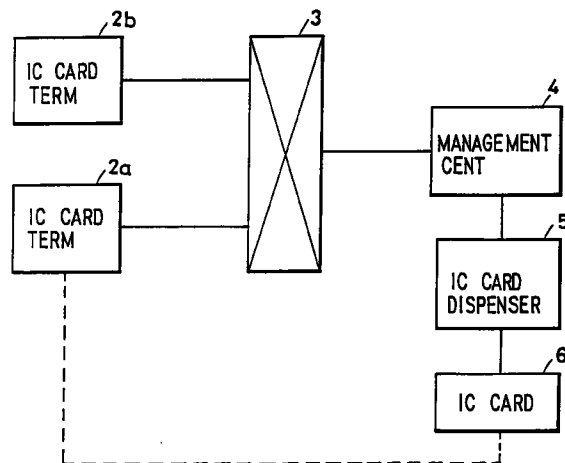 2b
IC CARD
TERM
3
4
MANAGEMENT
CENT
2a
IC CARD
TERM
5
IC CARD
DISPENSER
6
IC CARD